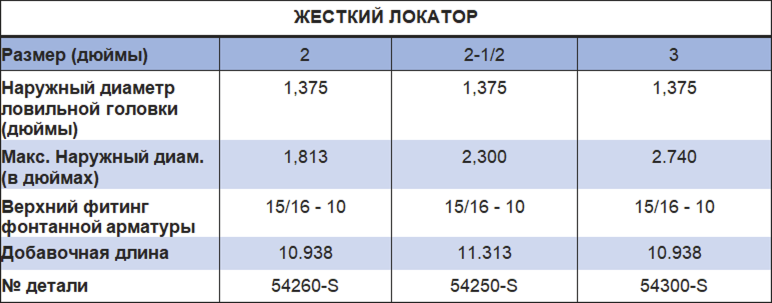 ЖЕСТКИЙ ЛОКАТОР
Размер (дюймы) 2 2-1/2 3
Наружный диаметр 1,375 1,375 1,375
ловильной головки
(дюймы)
Макс. Наружный диам. 1,813 2,300 2.740
(в дюймах)
Верхний фитинг 15/16 - 10 15/16 - 10 15/16 - 10
фонтанной арматуры
Добавочная длина 10.938 11.313 10.938
№ детали 54260-S 54250-S 54300-S